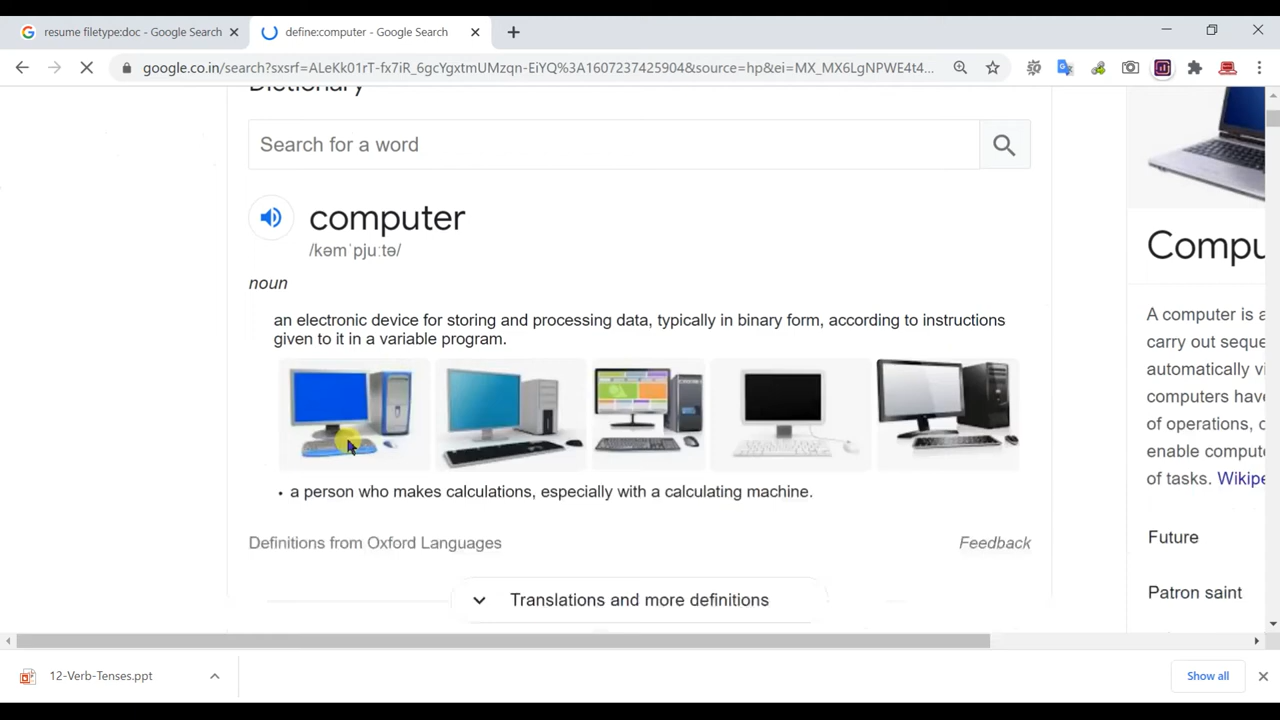 resume filetype:doc - Google Search
define:computer - Google Search
google.co.in/search?sxsrf=ALeKk01rT-fx7iR_6gcYgxtmUMzqn-EiYQ%3A1607237425904&source=hp&ei=MX_MX6LgNPWE4t4...
Dictionary
Search for a word
computer
/kəmˈpjuːtə/
noun
an electronic device for storing and processing data, typically in binary form, according to instructions
given to it in a variable program.
• a person who makes calculations, especially with a calculating machine.
Definitions from Oxford Languages
Feedback
Translations and more definitions
Compu
A computer is a
carry out seque
automatically vi
computers have
of operations, c
enable compute
of tasks. Wikipe
Future
Patron saint
12-Verb-Tenses.ppt
Show all